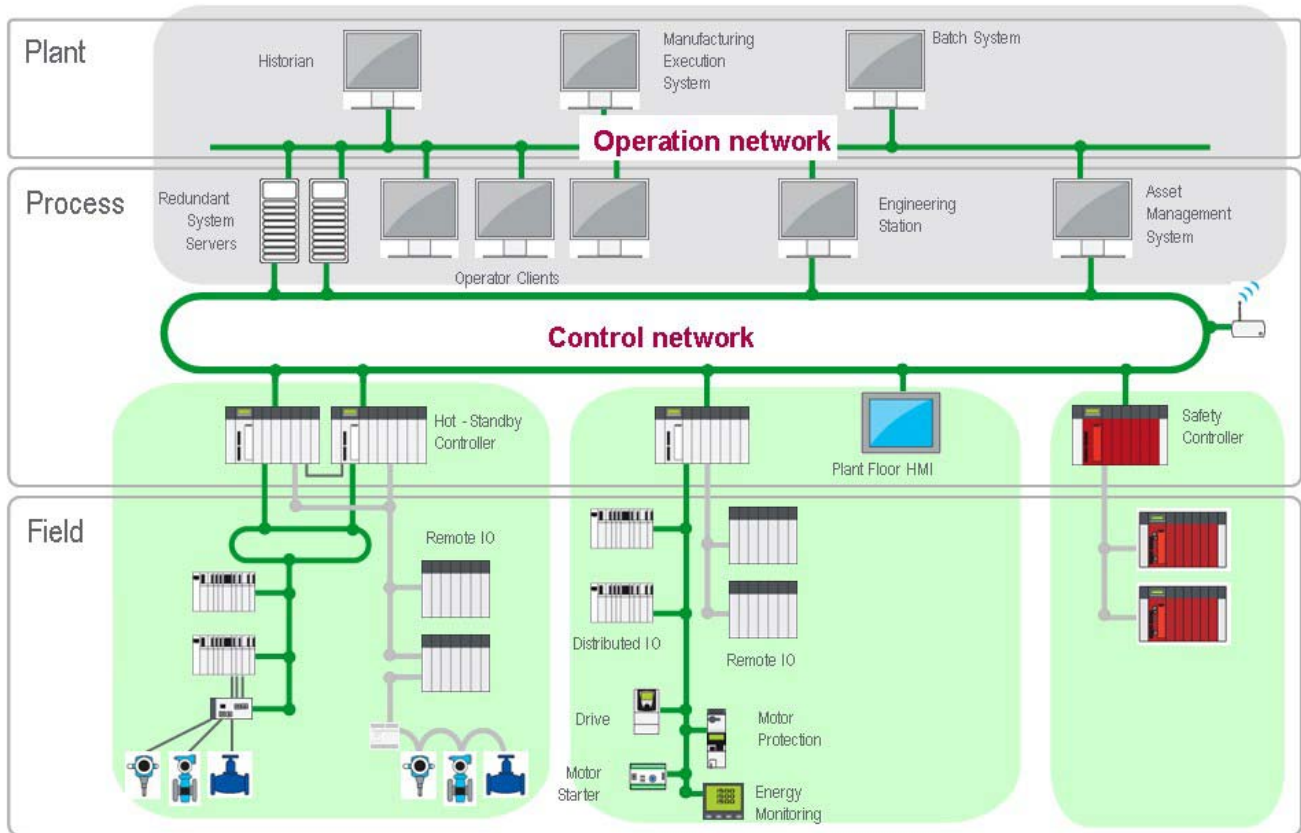 Plant
Historian
Manufacturing
Execution
System
Batch System
Operation network
Process
Redundant
System
Servers
Operator Clients
Engineering
Station
Asset
Management
System
Control network
Hot - Standby
Controller
Plant Floor HMI
Safety
Controller
Field
Remote IO
Distributed IO
Remote IO
Drive
Motor
Protection
Motor
Starter
Energy
Monitoring